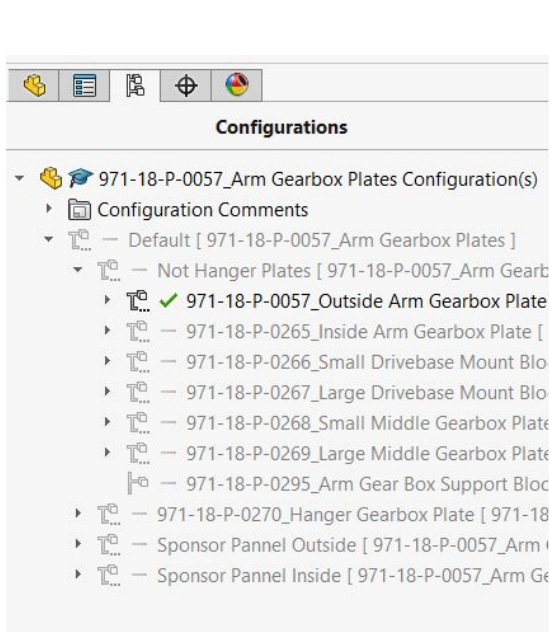 Configurations
971-18-P-0057_Arm Gearbox Plates Configuration(s)
Configuration Comments
Default [ 971-18-P-0057_Arm Gearbox Plates ]
Not Hanger Plates [ 971-18-P-0057_Arm Gearb
971-18-P-0057_Outside Arm Gearbox Plate
971-18-P-0265_Inside Arm Gearbox Plate [
971-18-P-0266_Small Drivebase Mount Blo
971-18-P-0267_Large Drivebase Mount Blo
971-18-P-0268_Small Middle Gearbox Plate
971-18-P-0269_Large Middle Gearbox Plate
971-18-P-0295_Arm Gear Box Support Bloc
971-18-P-0270_Hanger Gearbox Plate [ 971-18
Sponsor Pannel Outside [ 971-18-P-0057_Arm
Sponsor Pannel Inside [ 971-18-P-0057_Arm Ge